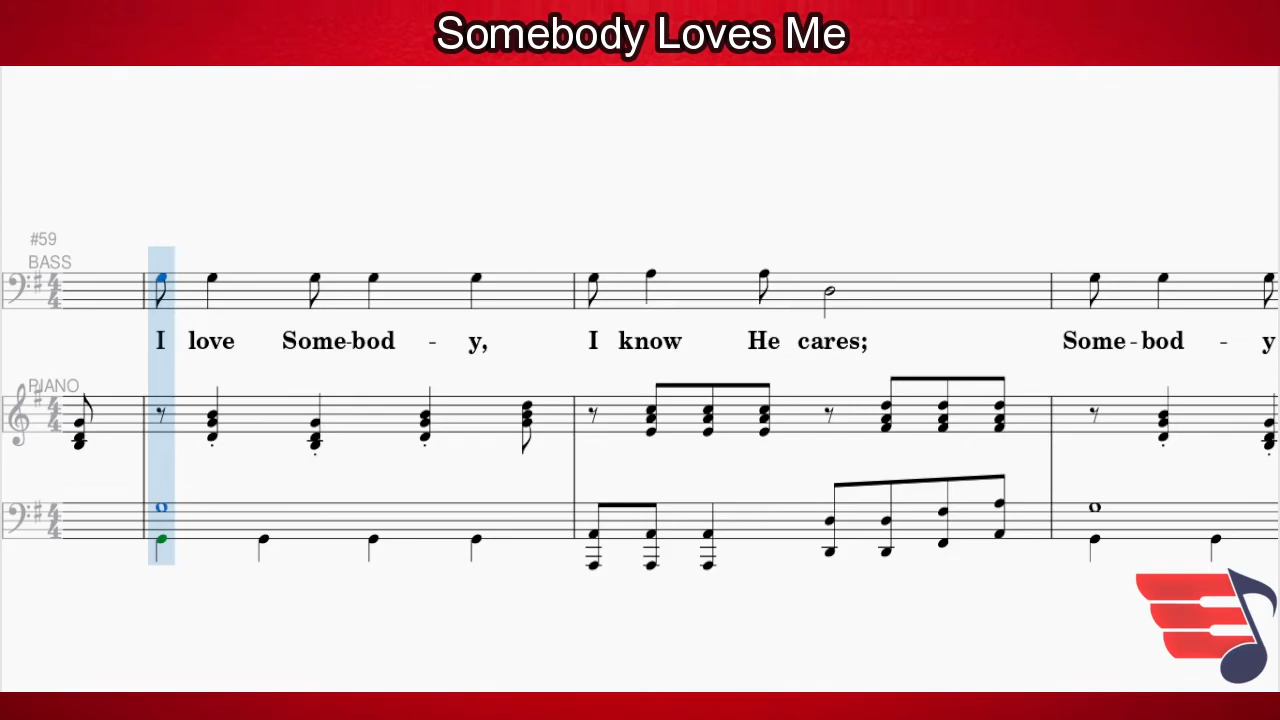 Somebody Loves Me
#59
BASS
I love Some-bod - y, I know He cares; Some-bod - y
PIANO